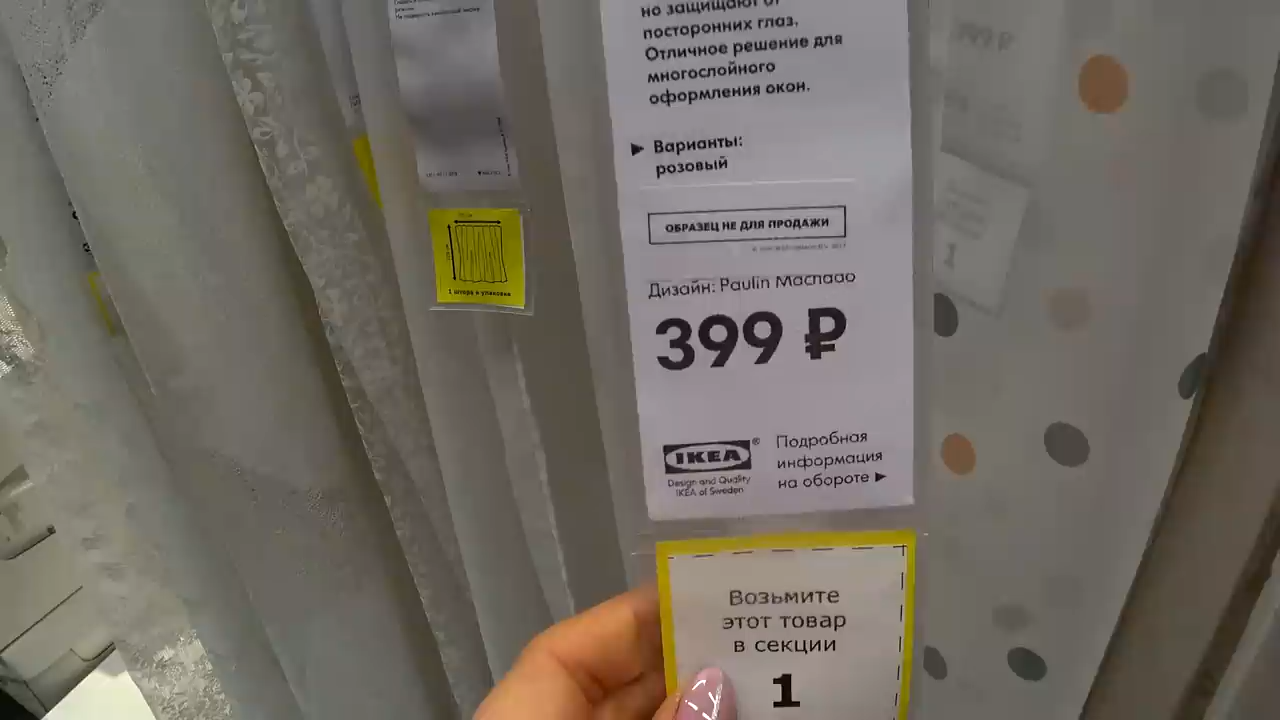 но защищают от
посторонних глаз.
Отличное решение для
многослойного
оформления окон.
► Варианты:
розовый
ОБРАЗЕЦ НЕ ДЛЯ ПРОДАЖИ
Дизайн: Paulin Machado
399 ₽
IKEA®
Design and Quality
IKEA of Sweden
Подробная
информация
на обороте ►
Возьмите
этот товар
в секции
1
1 штора в упаковке
399 ₽
1